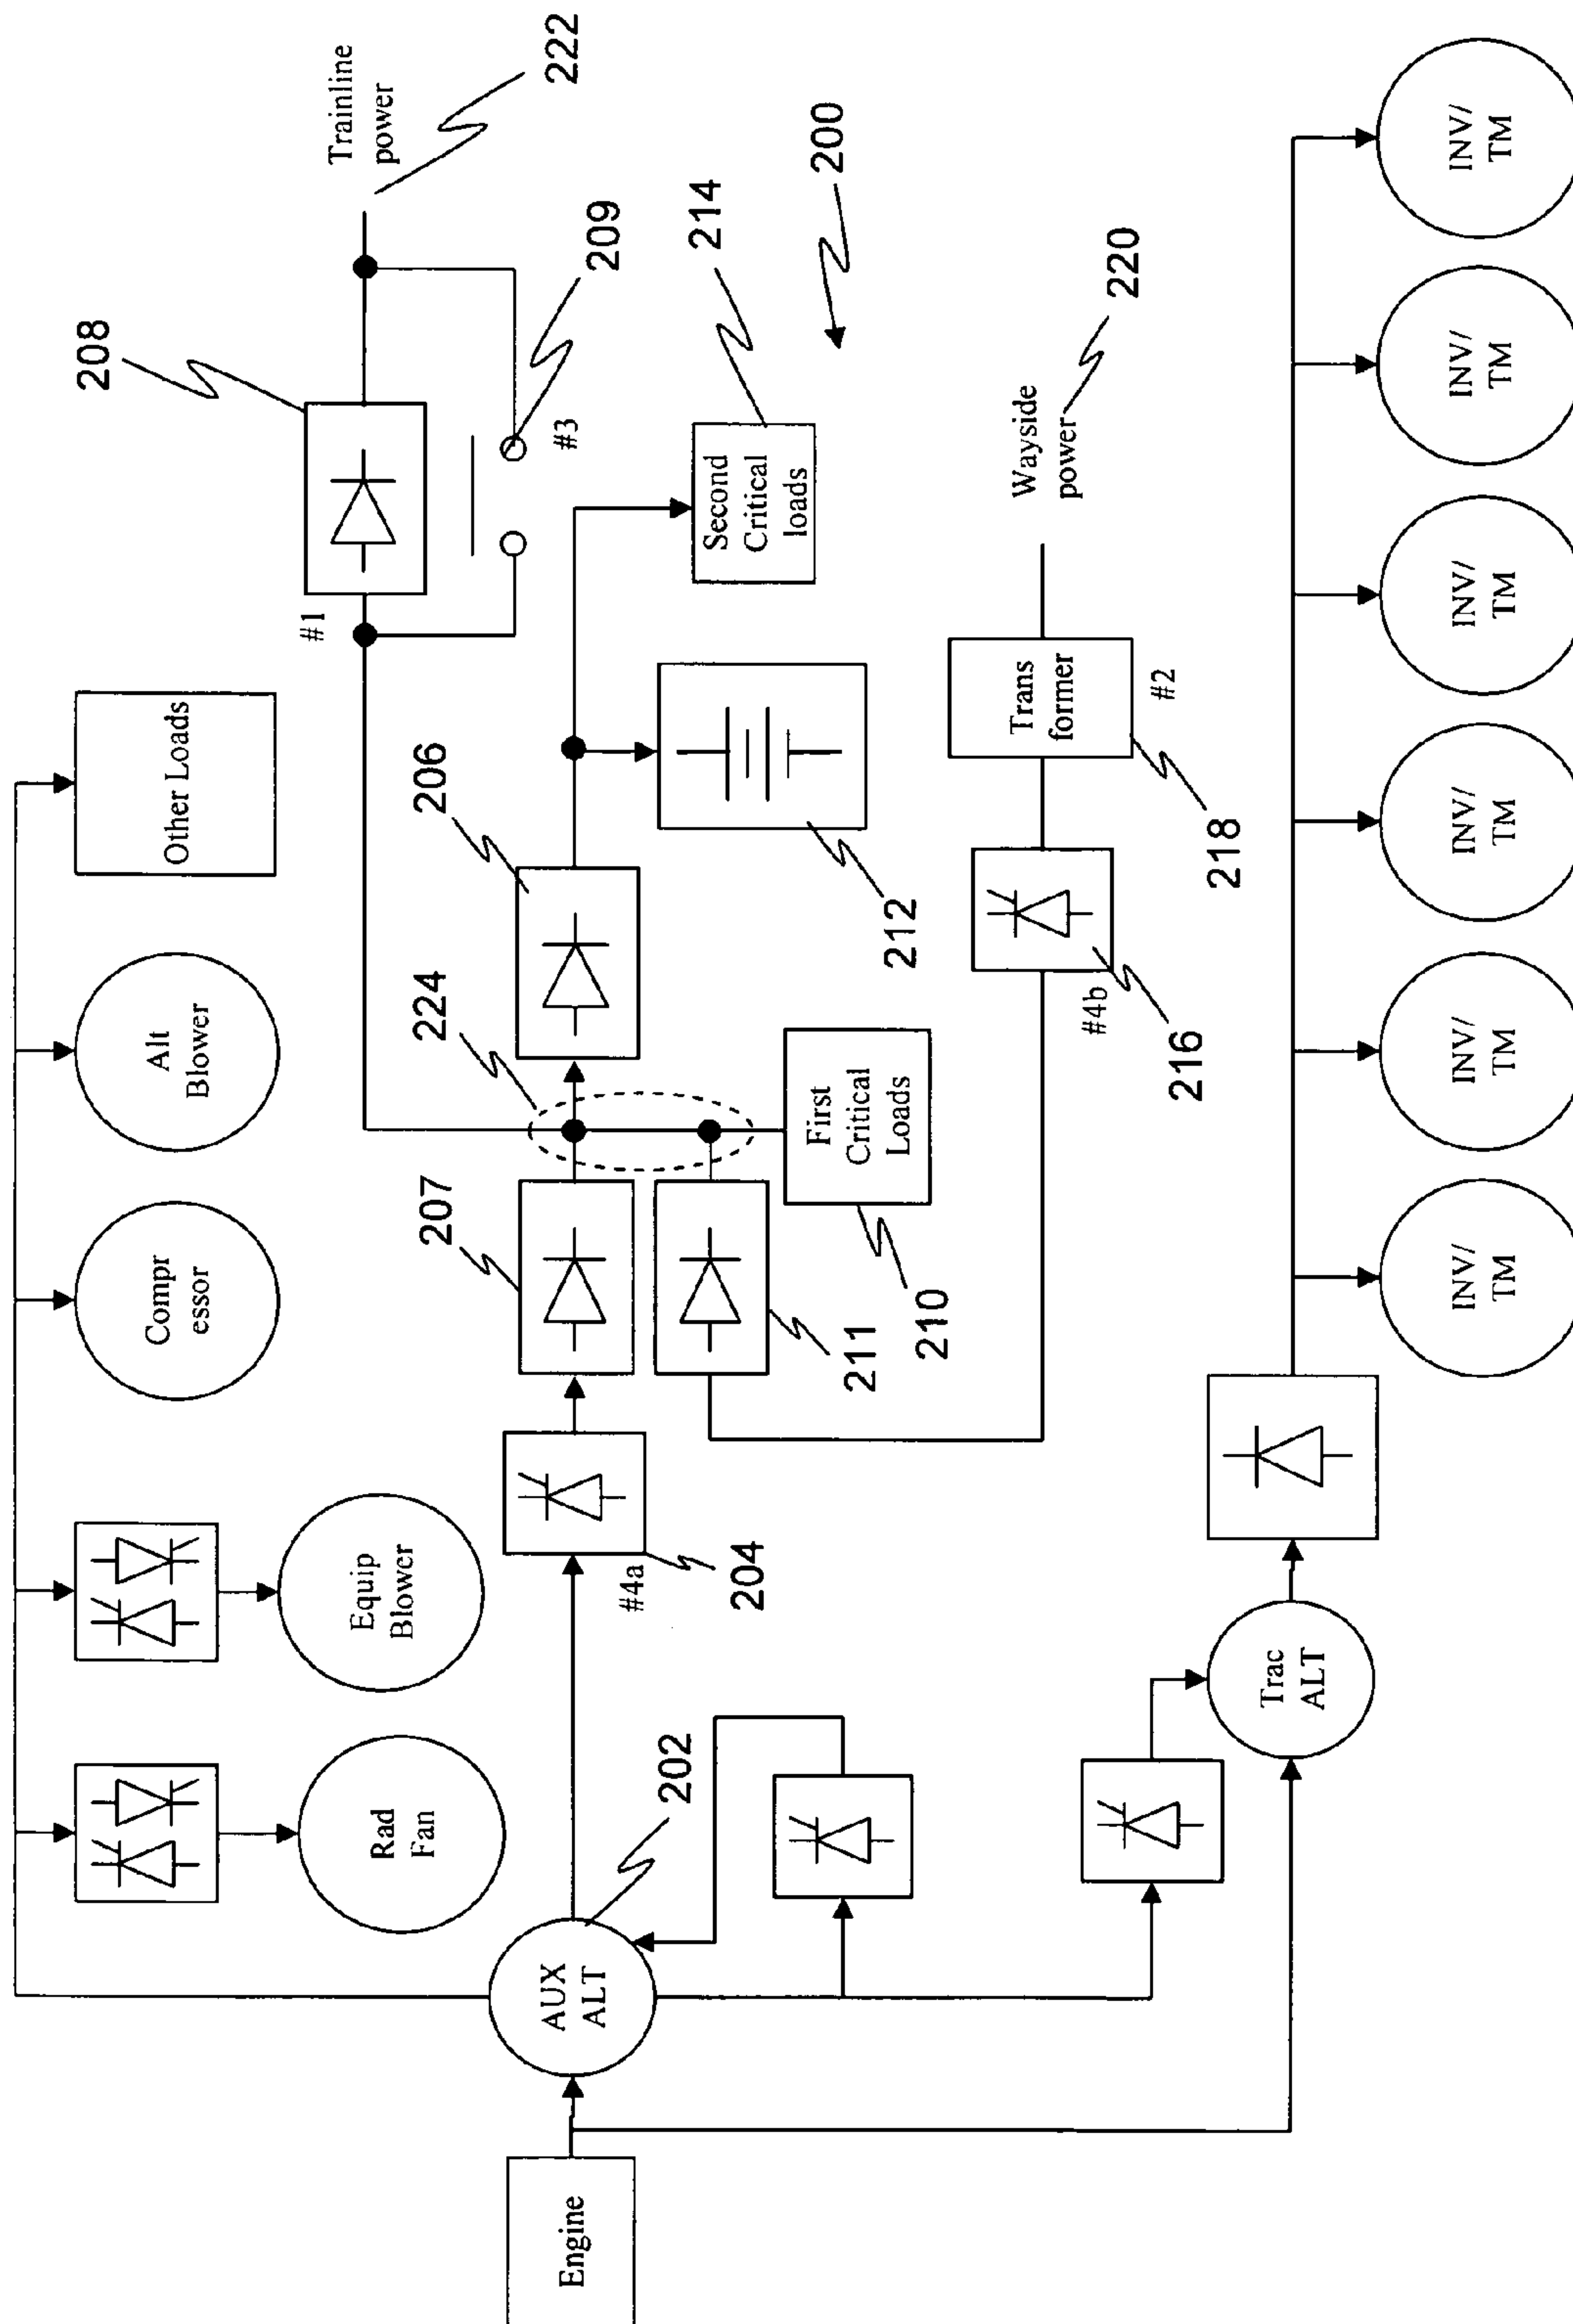 Engine
AUX
ALT
202
Rad
Fan
Equip
Blower
Compr
essor
Alt
Blower
Other Loads
#4a
204
207
211
210
First
Critical
Loads
224
206
212
Second
Critical
loads
214
208
#1
#3
209
Trainline
power
222
200
Wayside
power
220
Trans
former
#2
218
#4b
216
Trac
ALT
INV/
TM
INV/
TM
INV/
TM
INV/
TM
INV/
TM
INV/
TM